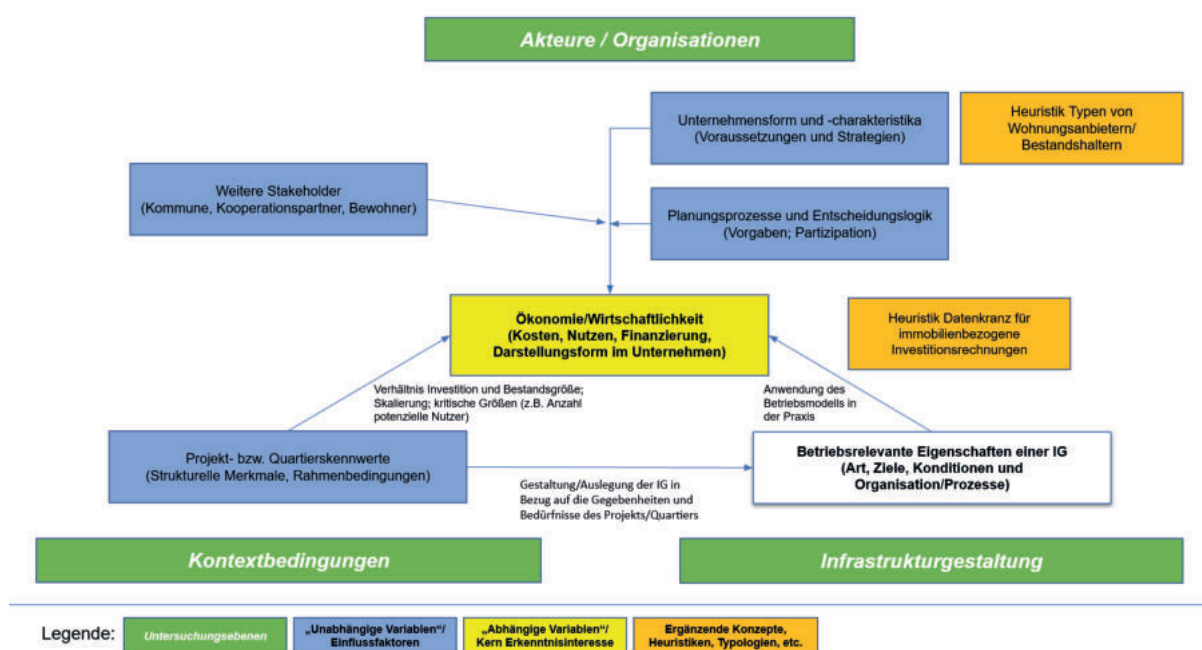 Akteure / Organisationen
Unternehmensform und -charakteristika
(Voraussetzungen und Strategien)
Heuristik Typen von
Wohnungsanbietern/
Bestandshaltern
Weitere Stakeholder
(Kommune, Kooperationspartner, Bewohner)
Planungsprozesse und Entscheidungslogik
(Vorgaben; Partizipation)
Ökonomie/Wirtschaftlichkeit
(Kosten, Nutzen, Finanzierung,
Darstellungsform im Unternehmen)
Heuristik Datenkranz für
immobilienbezogene
Investitionsrechnungen
Verhältnis Investition und Bestandsgröße;
Skalierung; kritische Größen (z.B. Anzahl
potenzielle Nutzer)
Anwendung des
Betriebsmodells in
der Praxis
Projekt- bzw. Quartierskennwerte
(Strukturelle Merkmale, Rahmenbedingungen)
Betriebsrelevante Eigenschaften einer IG
(Art, Ziele, Konditionen und
Organisation/Prozesse)
Gestaltung/Auslegung der IG in
Bezug auf die Gegebenheiten und
Bedürfnisse des Projekts/Quartiers
Kontextbedingungen
Infrastrukturgestaltung
Legende:
Untersuchungsebenen
„Unabhängige Variablen"/
Einflussfaktoren
„Abhängige Variablen"/
Kern Erkenntnisinteresse
Ergänzende Konzepte,
Heuristiken, Typologien, etc.